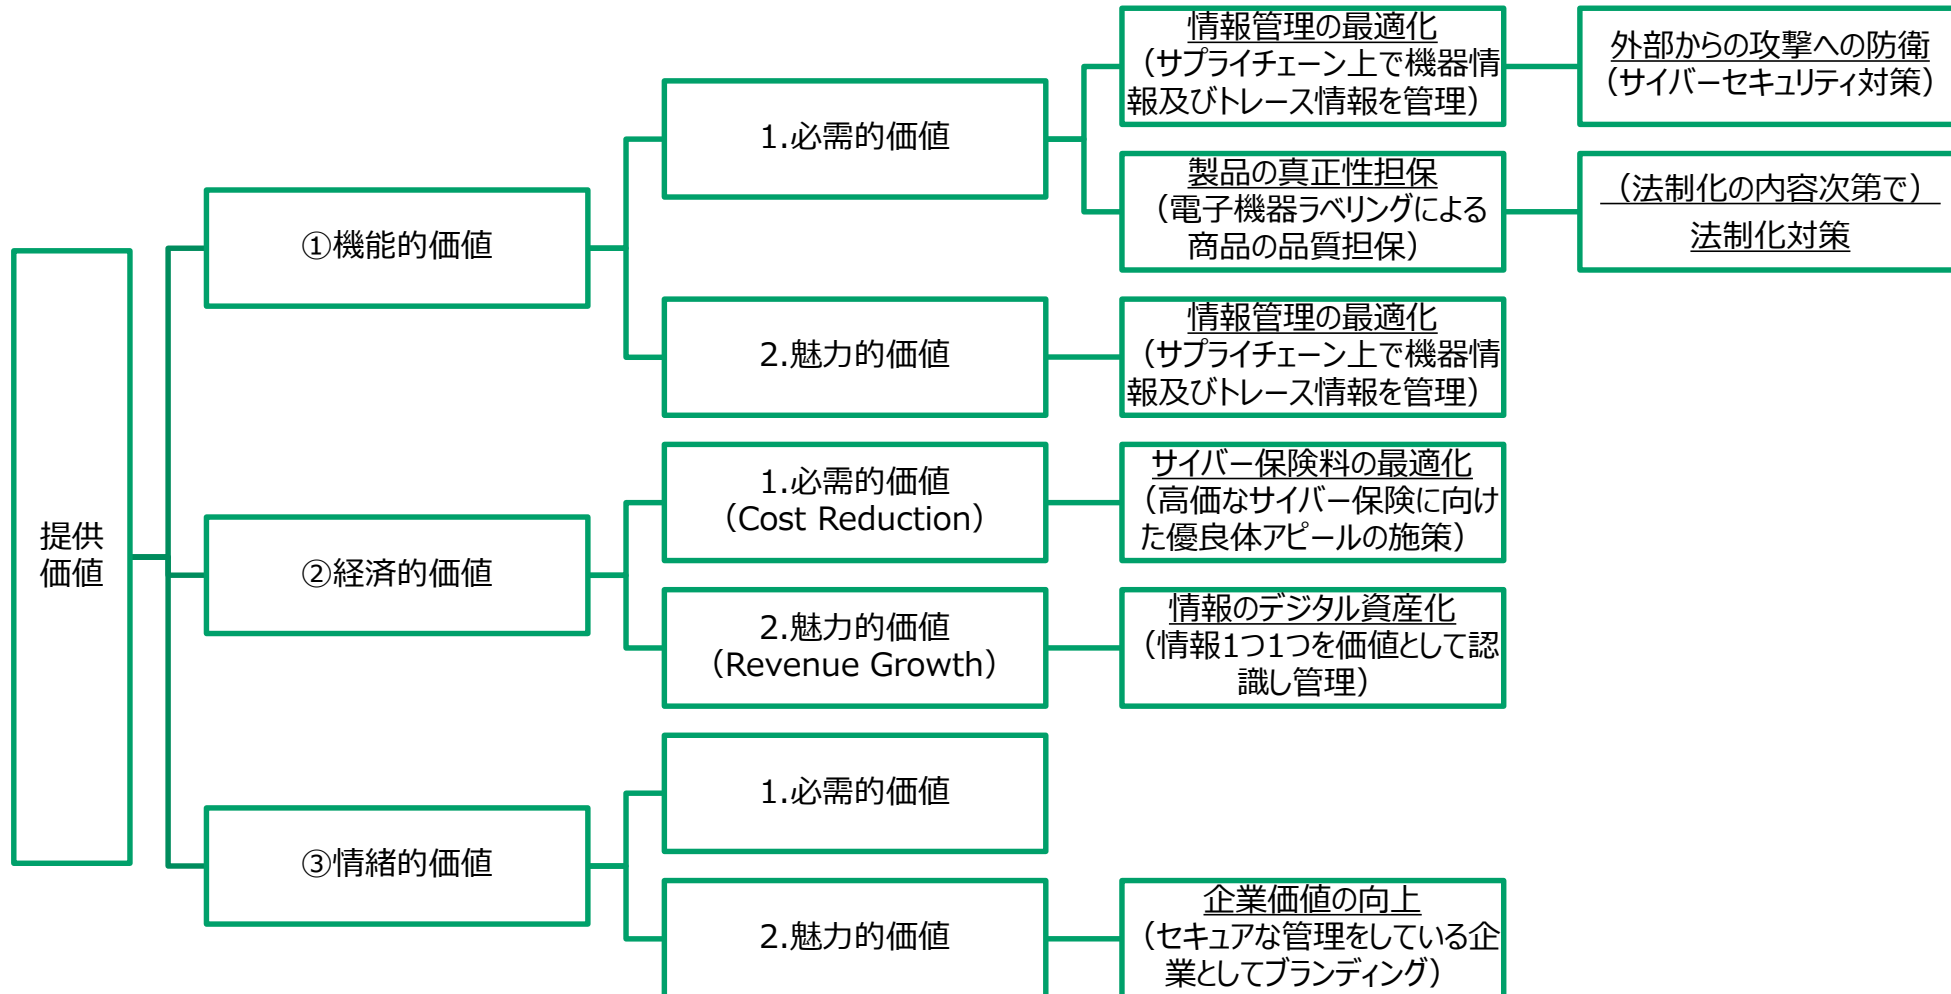 提供
価値
①機能的価値
1.必需的価値
情報管理の最適化
（サプライチェーン上で機器情
報及びトレース情報を管理）
外部からの攻撃への防衛
（サイバーセキュリティ対策）
製品の真正性担保
（電子機器ラベリングによる
商品の品質担保）
（法制化の内容次第で）
法制化対策
2.魅力的価値
情報管理の最適化
（サプライチェーン上で機器情
報及びトレース情報を管理）
②経済的価値
1.必需的価値
（Cost Reduction）
サイバー保険料の最適化
（高価なサイバー保険に向け
た優良体アピールの施策）
2.魅力的価値
（Revenue Growth）
情報のデジタル資産化
（情報1つ1つを価値として認
識し管理）
③情緒的価値
1.必需的価値
2.魅力的価値
企業価値の向上
（セキュアな管理をしている企
業としてブランディング）